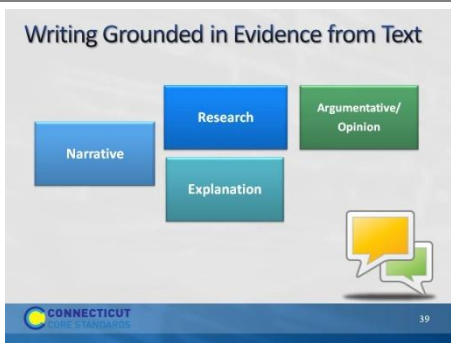 Writing Grounded in Evidence from Text
Research
Argumentative/
Opinion
Narrative
Explanation
CONNECTICUT
CORE STANDARDS
39